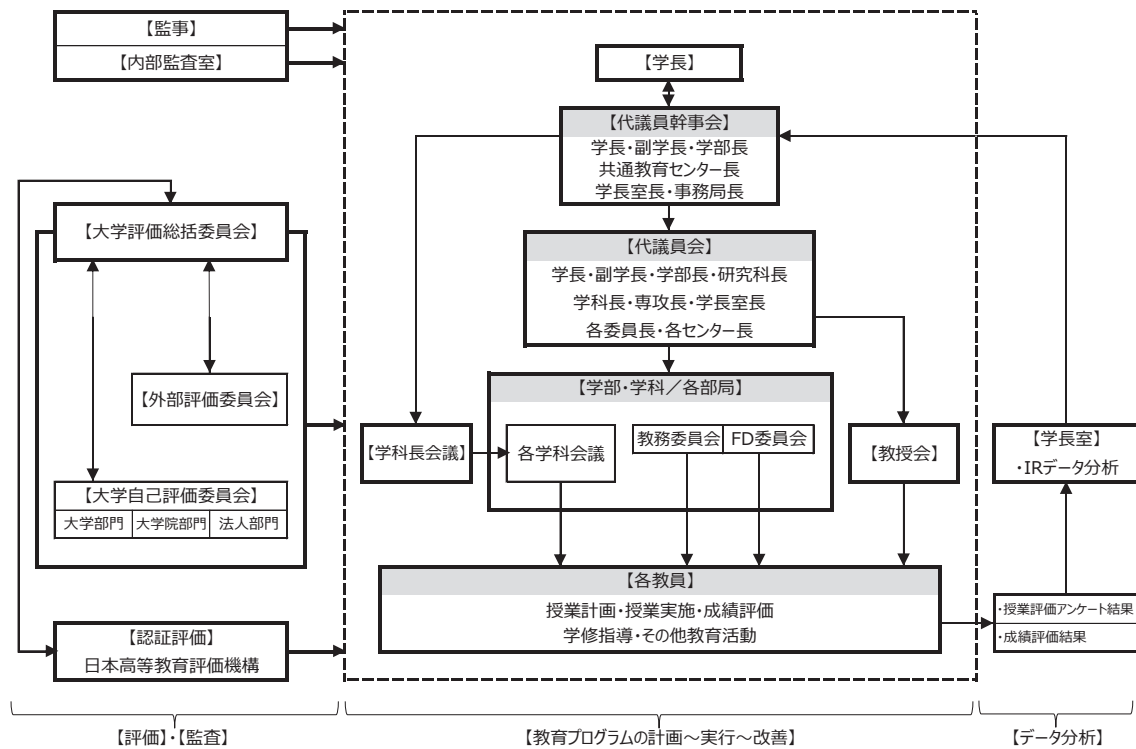 【監事】
【内部監査室】
【学長】
【代議員幹事会】
学長・副学長・学部長
共通教育センター長
学長室長・事務局長
【大学評価総括委員会】
【代議員会】
学長・副学長・学部長・研究科長
学科長・専攻長・学長室長
各委員長・各センター長
【外部評価委員会】
【学部・学科／各部局】
【学科長会議】
各学科会議
教務委員会
FD委員会
【教授会】
【学長室】
・IRデータ分析
【大学自己評価委員会】
大学部門
大学院部門
法人部門
【各教員】
授業計画・授業実施・成績評価
学修指導・その他教育活動
・授業評価アンケート結果
・成績評価結果
【認証評価】
日本高等教育評価機構
【評価】・【監査】
【教育プログラムの計画～実行～改善】
【データ分析】